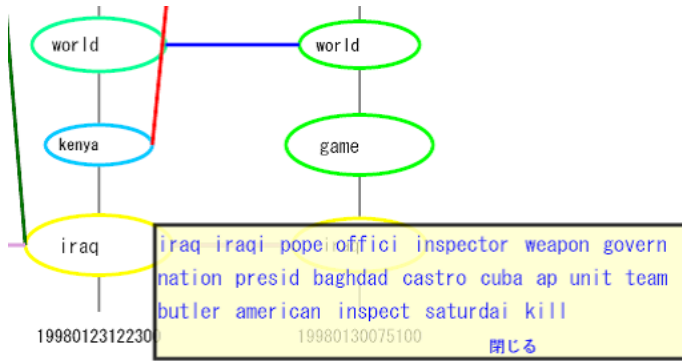 world world
kenya game
iraq iraq
iraq iraqi pope offici inspector weapon govern
nation presid baghdad castro cuba ap unit team
butler american inspect saturdai kill
19980123122300 19980130075100
閉じる